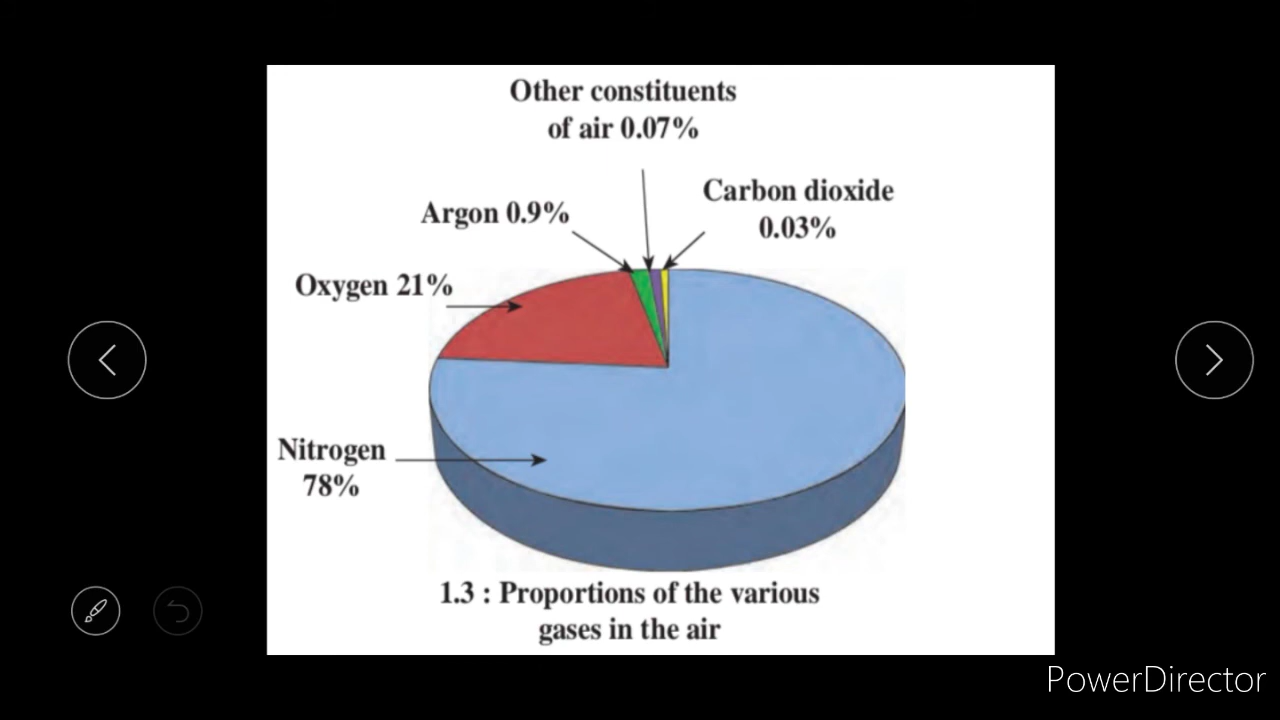 Other constituents
of air 0.07%
Carbon dioxide
0.03%
Argon 0.9%
Oxygen 21%
Nitrogen
78%
1.3 : Proportions of the various
gases in the air
PowerDirector